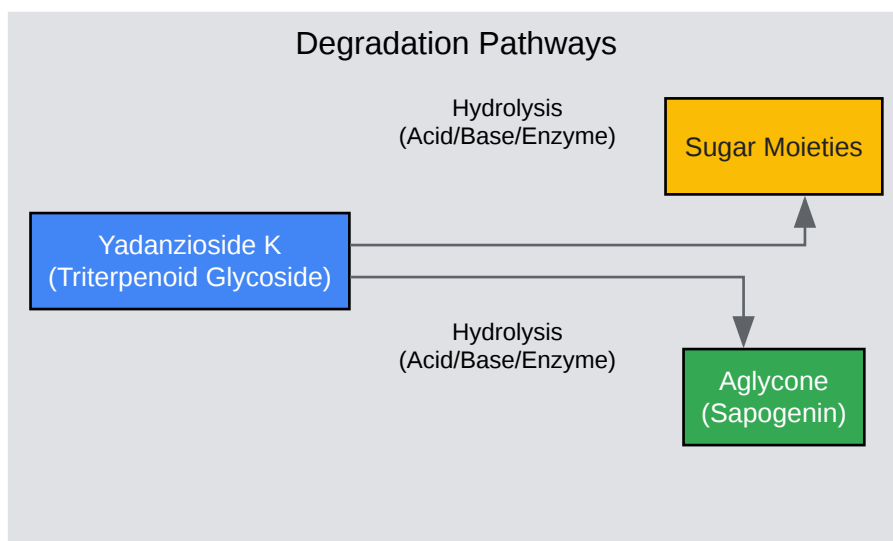 Degradation Pathways
Hydrolysis
(Acid/Base/Enzyme)
Sugar Moieties
Yadanzioside K
(Triterpenoid Glycoside)
Hydrolysis
(Acid/Base/Enzyme)
Aglycone
(Sapogenin)